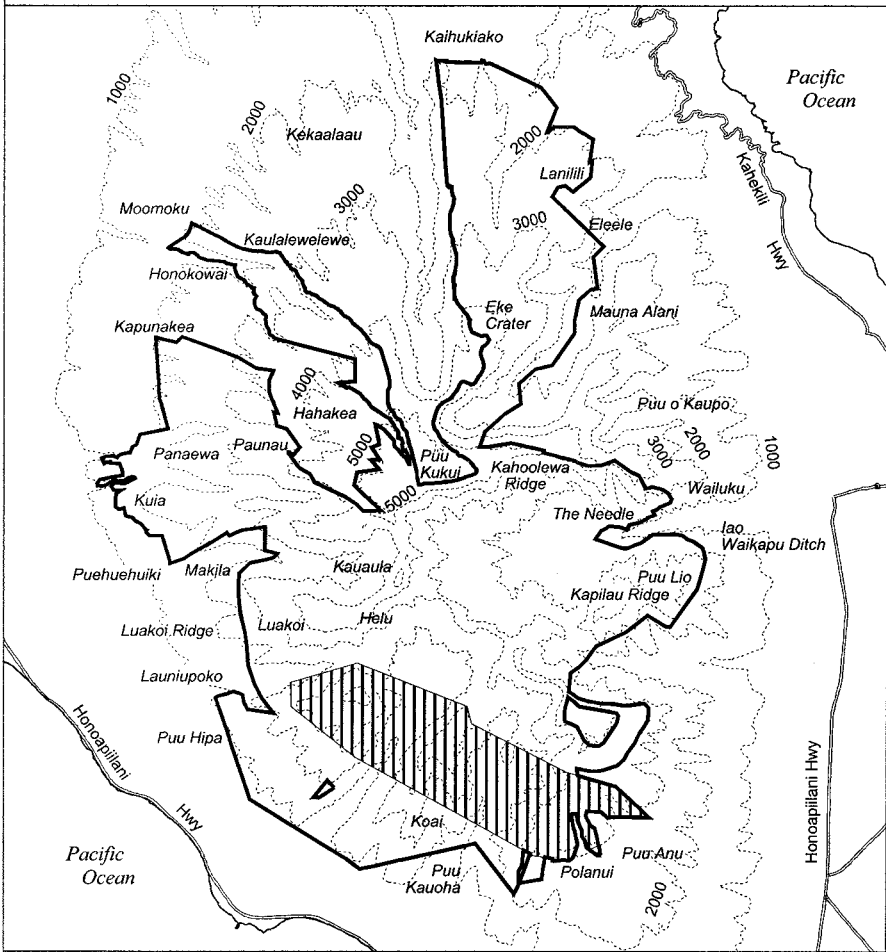 Kaihukiako
Pacific
Ocean
1000
2000
Kekaalaau
2000
Kahekili
Hwy
Lanilili
3000
Moomoku
Kaulalewelewe
3000
Eleele
Honokowai
Eke
Crater
Mauna Alani
Kapunakea
4000
Hahakea
Puu o Kaupo
Panaewa
Paunau
5000
Puu
Kukui
Kahoolewa
Ridge
3000
2000
1000
Kuia
5000
The Needle
Wailuku
Iao
Waikapu Ditch
Puehuehuiki
Makila
Kauaula
Puu Lio
Kapilau Ridge
Luakoi Ridge
Luakoi
Helu
Launiupoko
Puu Hipa
Honoapiilani
Hwy
Honoapiilani Hwy
Koai
Pacific
Ocean
Puu
Kauoha
Polanui
Puu Anu
2000